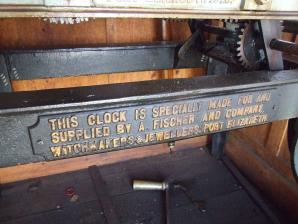 THIS CLOCK IS SPECIALLY MADE FOR AND
SUPPLIED BY A. FISCHER AND COMPANY,
WATCHMAKERS & JEWELLERS, PORT ELIZABETH.